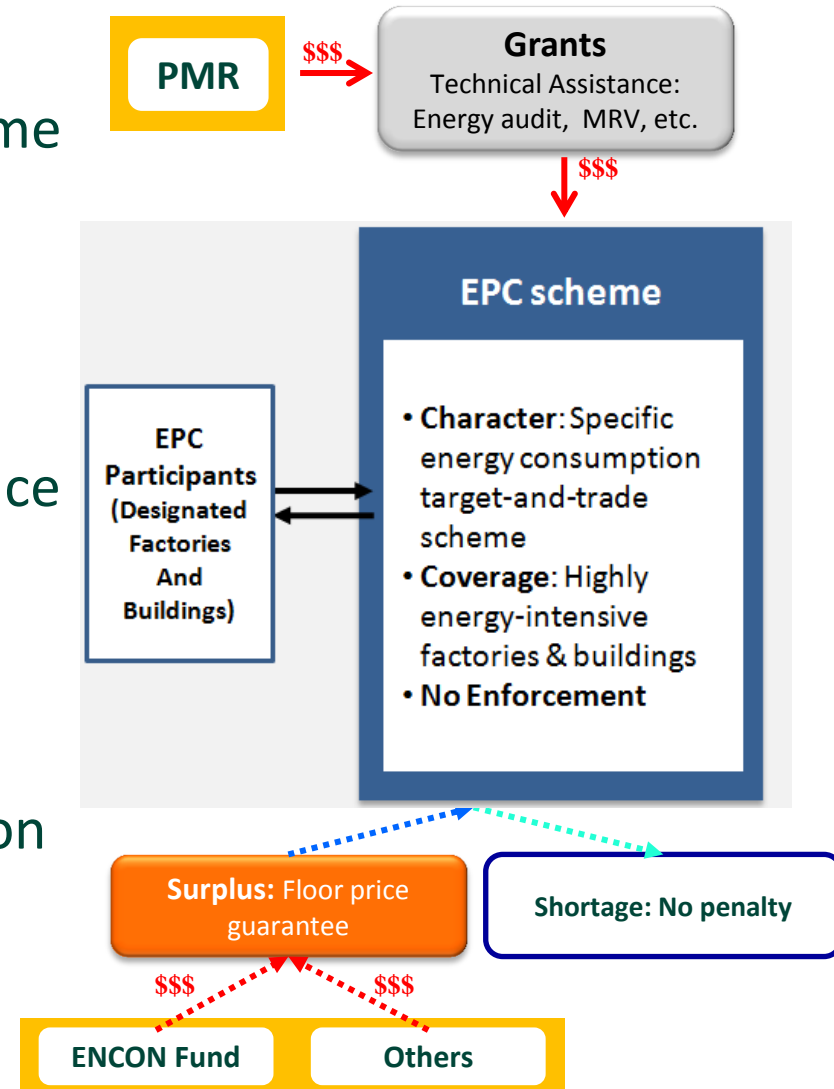 PMR
$$$
Grants
Technical Assistance:
Energy audit, MRV, etc.
me
$$$
EPC scheme
EPC
Participants
(Designated
Factories
And
Buildings)
ce
• Character: Specific
energy consumption
target-and-trade
scheme
• Coverage: Highly
energy-intensive
factories & buildings
• No Enforcement
on
Surplus: Floor price
guarantee
Shortage: No penalty
$$$
$$$
ENCON Fund
Others